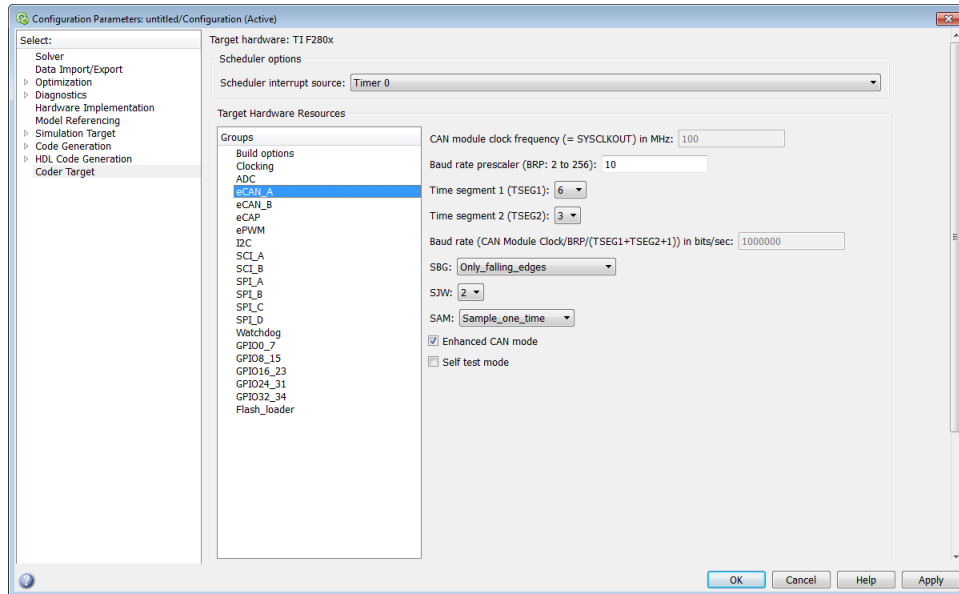 Configuration Parameters: untitled/Configuration (Active)
Select:
Solver
Data Import/Export
Optimization
Diagnostics
Hardware Implementation
Model Referencing
Simulation Target
Code Generation
HDL Code Generation
Coder Target
Target hardware: TI F280x
Scheduler options
Scheduler interrupt source: Timer 0
Target Hardware Resources
Groups
Build options
Clocking
ADC
eCAN_A
eCAN_B
eCAP
ePWM
I2C
SCI_A
SCI_B
SPI_A
SPI_B
SPI_C
SPI_D
Watchdog
GPIO0_7
GPIO8_15
GPIO16_23
GPIO24_31
GPIO32_34
Flash_loader
CAN module clock frequency (= SYSCLKOUT) in MHz: 100
Baud rate prescaler (BRP: 2 to 256): 10
Time segment 1 (TSEG1): 6
Time segment 2 (TSEG2): 3
Baud rate (CAN Module Clock/BRP/(TSEG1+TSEG2+1)) in bits/sec: 1000000
SBG: Only_falling_edges
SJW: 2
SAM: Sample_one_time
Enhanced CAN mode
Self test mode
OK Cancel Help Apply